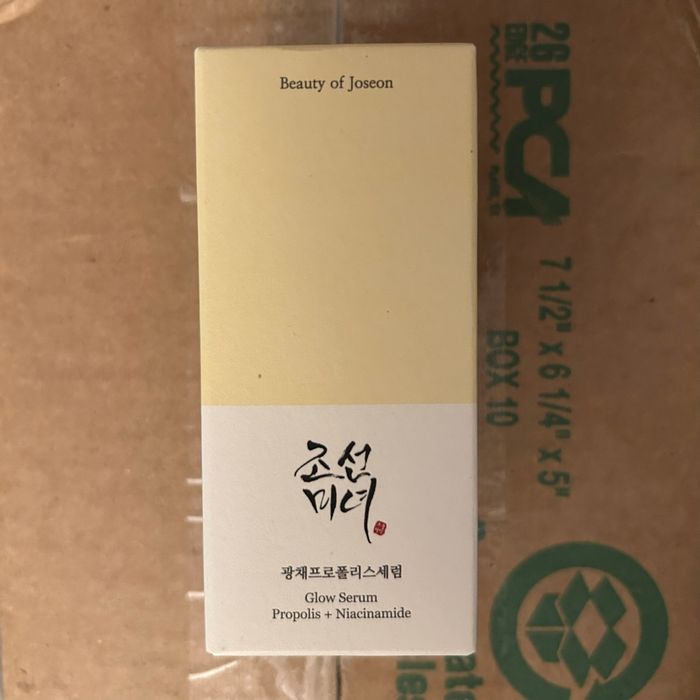 Beauty of Joseon
조선
미녀
광채프로폴리스세럼
Glow Serum
Propolis + Niacinamide
26
EDGE
PCA
7 1/2" x 6 1/4" x 5"
BOX 10